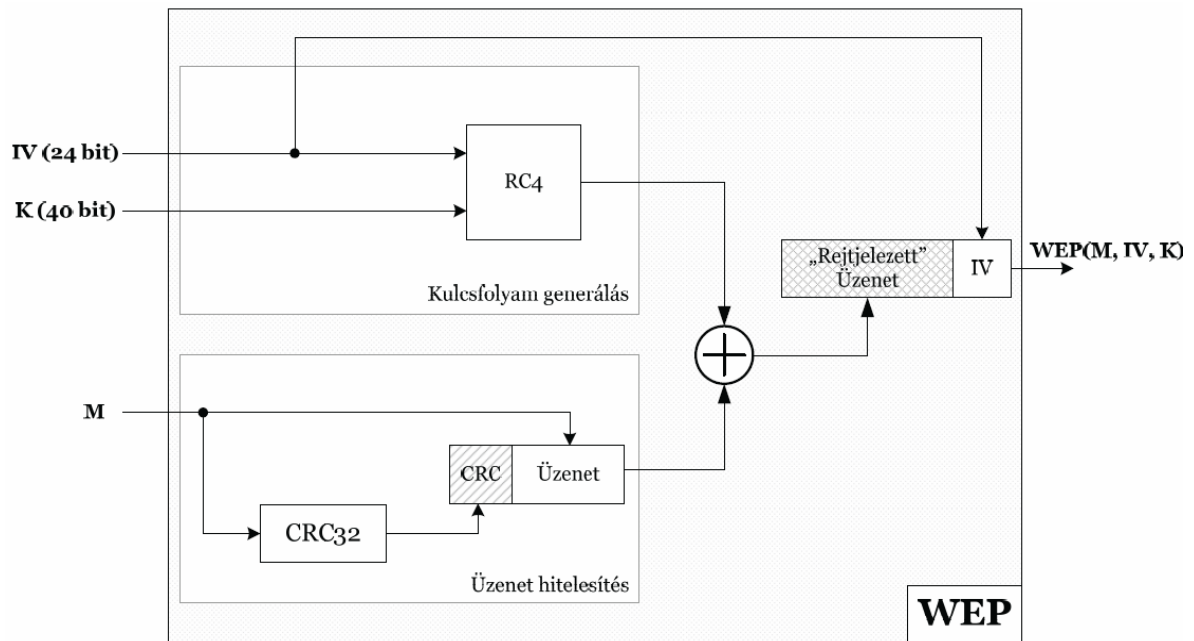 IV (24 bit)
K (40 bit)
RC4
Kulcsfolyam generálás
„Rejtjelezett”
Üzenet
IV
WEP(M, IV, K)
M
CRC
Üzenet
CRC32
Üzenet hitelesítés
WEP